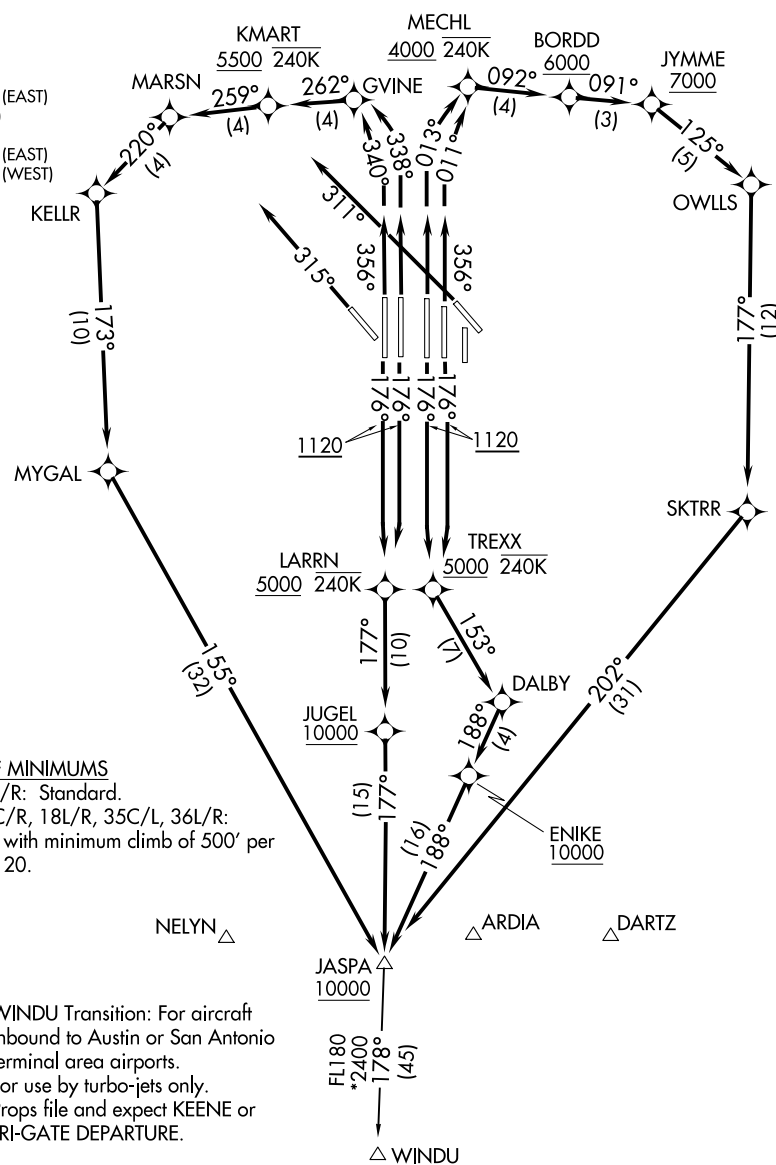 MECHL
4000 240K
KMART
5500 240K
BORDD
6000
JYMME
7000
MARSN
GVINE
(EAST)
(EAST)
(WEST)
259°
(4)
262°
(4)
092°
(4)
091°
(3)
125°
(5)
220°
(4)
KELLR
OWLLS
340°
338°
013°
011°
311°
315°
356°
356°
173°
(10)
177°
(12)
176°
176°
176°
176°
1120
1120
MYGAL
SKTRR
LARRN
5000 240K
TREXX
5000 240K
177°
(10)
153°
(7)
155°
(32)
202°
(31)
DALBY
JUGEL
10000
188°
(4)
MINIMUMS
/R: Standard.
C/R, 18L/R, 35C/L, 36L/R:
with minimum climb of 500' per
20.
(15)
177°
(16)
188°
ENIKE
10000
NELYN
ARDIA
DARTZ
JASPA
10000
WINDU Transition: For aircraft
nbound to Austin or San Antonio
erminal area airports.
or use by turbo-jets only.
rops file and expect KEENE or
RI-GATE DEPARTURE.
FL180
*2400
178°
(45)
WINDU